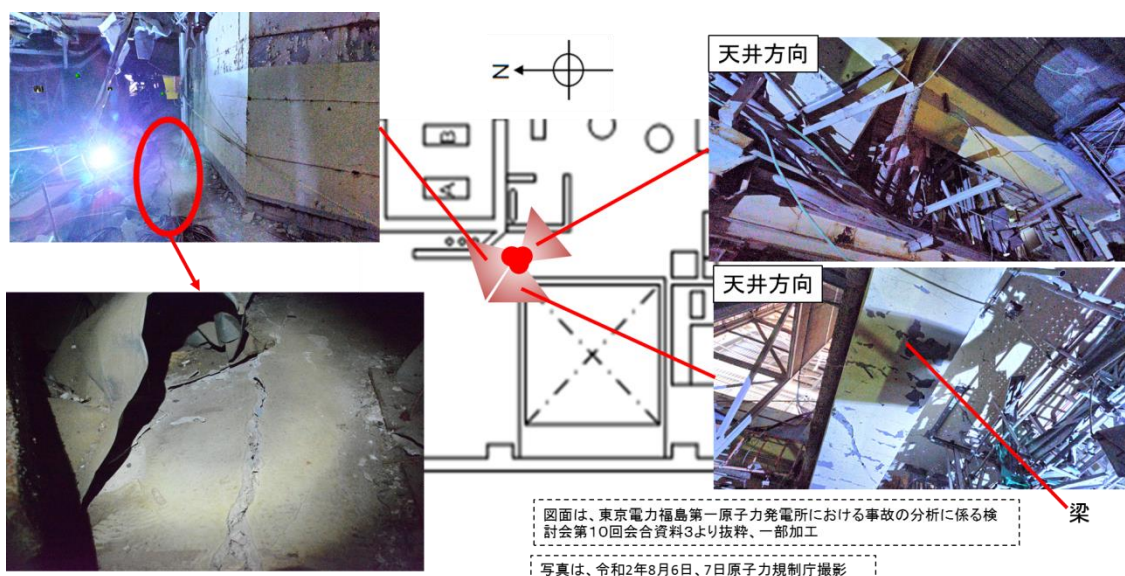 天井方向
N
B
A
天井方向
梁
図面は、東京電力福島第一原子力発電所における事故の分析に係る検
討会第10回会合資料3より抜粋、一部加工
写真は、令和2年8月6日、7日原子力規制庁撮影